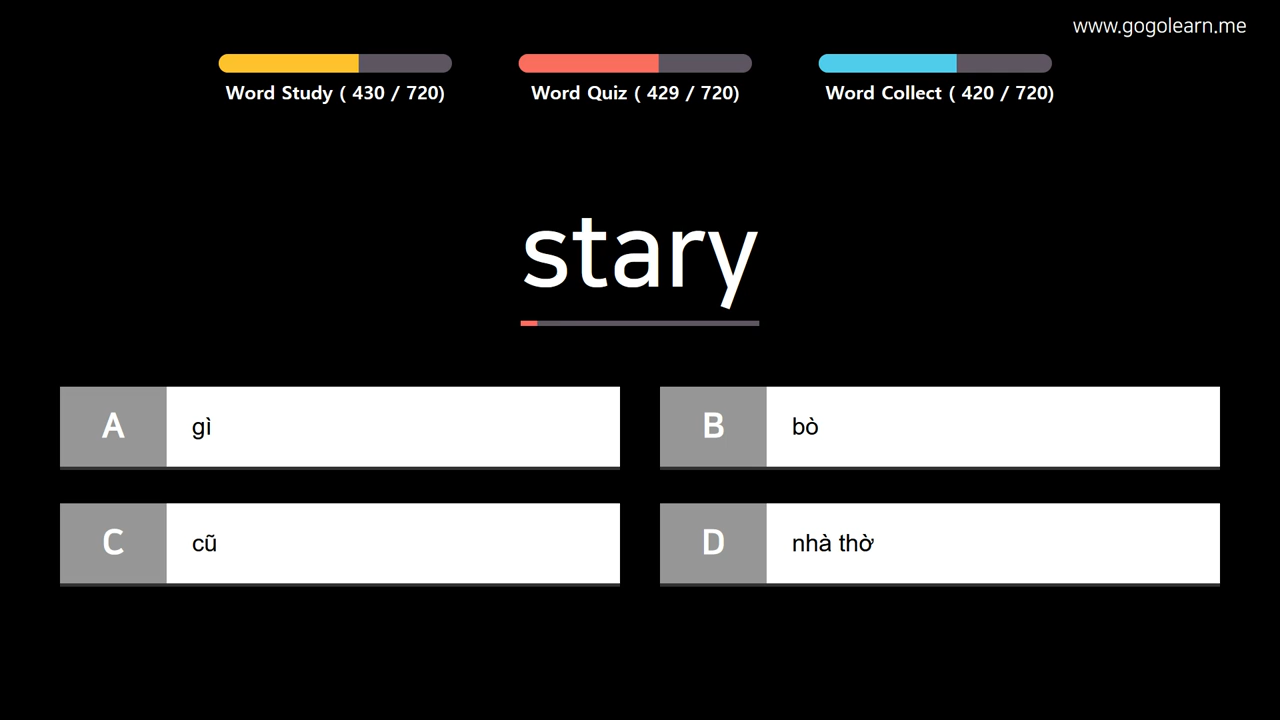 www.gogolearn.me
Word Study ( 430 / 720)
Word Quiz ( 429 / 720)
Word Collect ( 420 / 720)
stary
A
gì
B
bò
C
cũ
D
nhà thờ